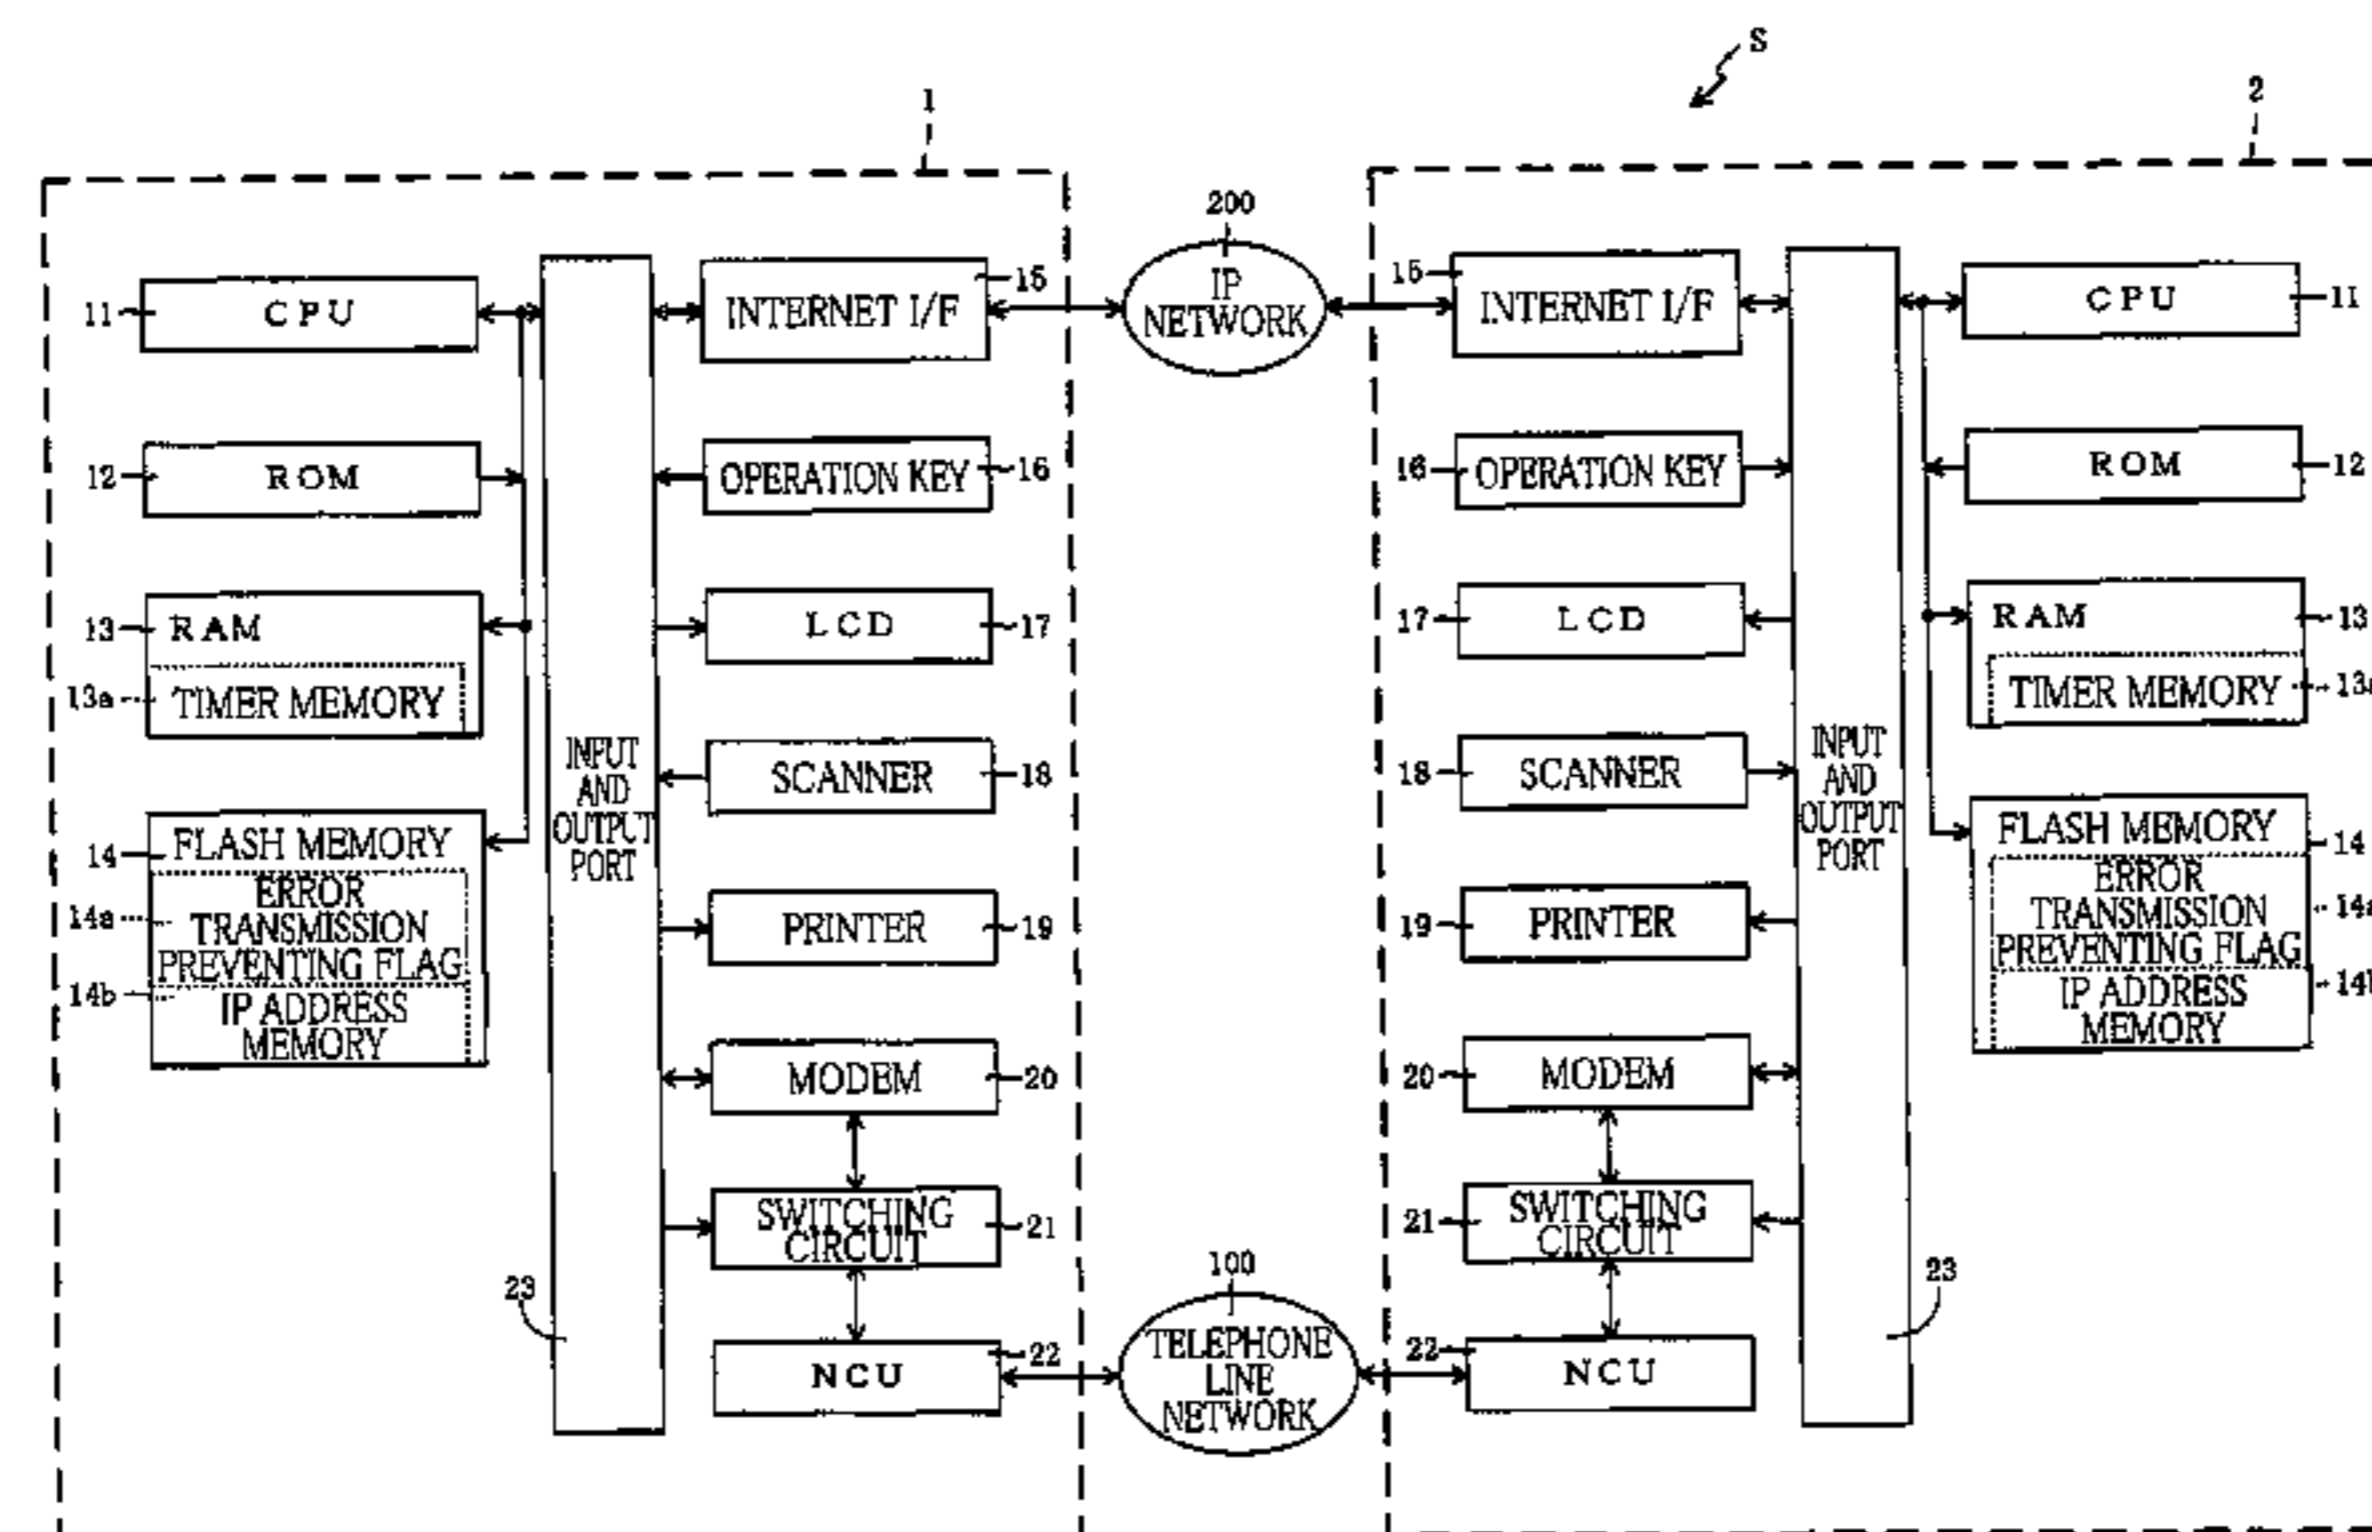 S
1
2
200
IP
NETWORK
100
TELEPHONE
LINE
NETWORK
11
CPU
12
ROM
13
RAM
13a
TIMER MEMORY
14
FLASH MEMORY
14a
ERROR
TRANSMISSION
PREVENTING FLAG
14b
IP ADDRESS
MEMORY
INPUT
AND
OUTPUT
PORT
23
INTERNET I/F
15
OPERATION KEY
16
LCD
17
SCANNER
18
PRINTER
19
MODEM
20
SWITCHING
CIRCUIT
21
NCU
22
15
INTERNET I/F
16
OPERATION KEY
17
LCD
18
SCANNER
19
PRINTER
20
MODEM
21
SWITCHING
CIRCUIT
22
NCU
INPUT
AND
OUTPUT
PORT
23
CPU
11
ROM
12
RAM
13
TIMER MEMORY
13a
FLASH MEMORY
14
ERROR
TRANSMISSION
PREVENTING FLAG
14a
IP ADDRESS
MEMORY
14b